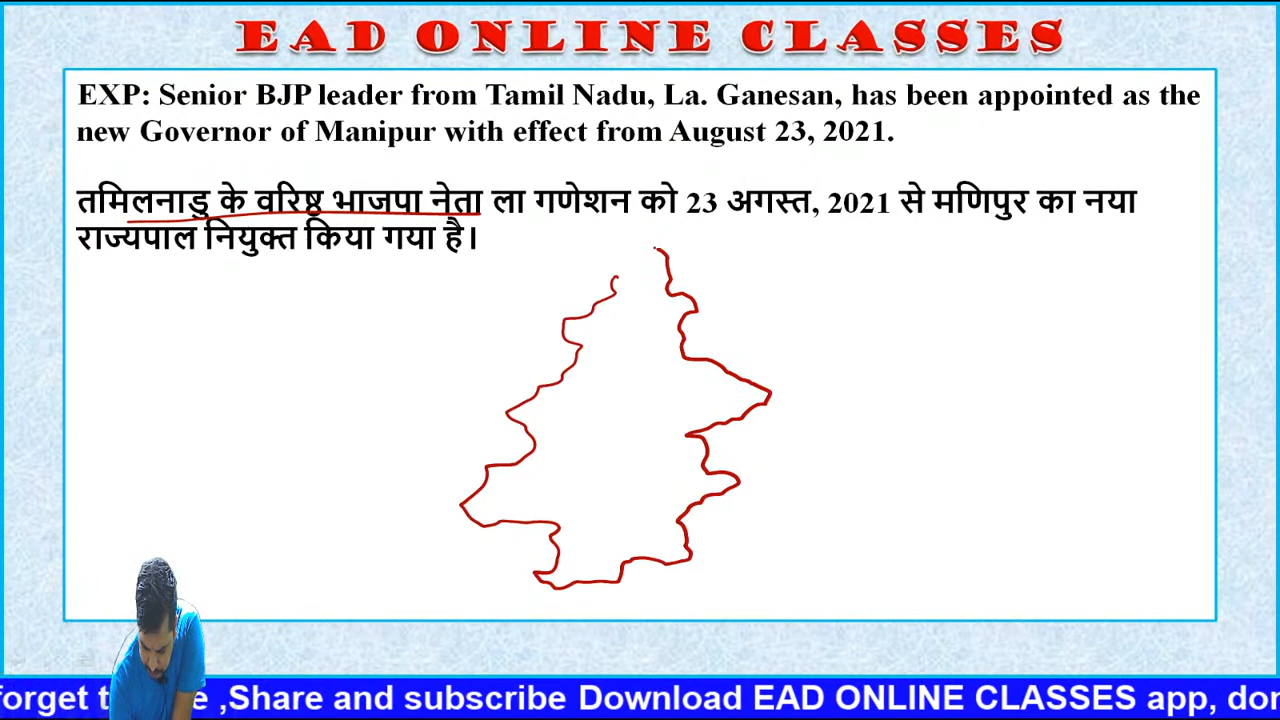 EAD ONLINE CLASSES
EXP: Senior BJP leader from Tamil Nadu, La. Ganesan, has been appointed as the
new Governor of Manipur with effect from August 23, 2021.
तमिलनाडु के वरिष्ठ भाजपा नेता ला गणेशन को 23 अगस्त, 2021 से मणिपुर का नया
राज्यपाल नियुक्त किया गया है।
forget ,Share and subscribe Download EAD ONLINE CLASSES app,